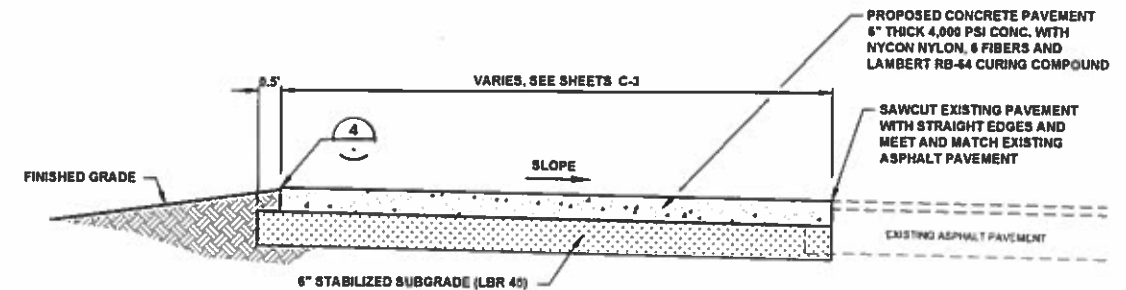 PROPOSED CONCRETE PAVEMENT
6" THICK 4,000 PSI CONC. WITH
NYCON NYLON, 6 FIBERS AND
LAMBERT RB-64 CURING COMPOUND
0.5'
VARIES, SEE SHEETS C-3
SAWCUT EXISTING PAVEMENT
WITH STRAIGHT EDGES AND
MEET AND MATCH EXISTING
ASPHALT PAVEMENT
4
SLOPE
FINISHED GRADE
EXISTING ASPHALT PAVEMENT
6" STABILIZED SUBGRADE (LBR 40)